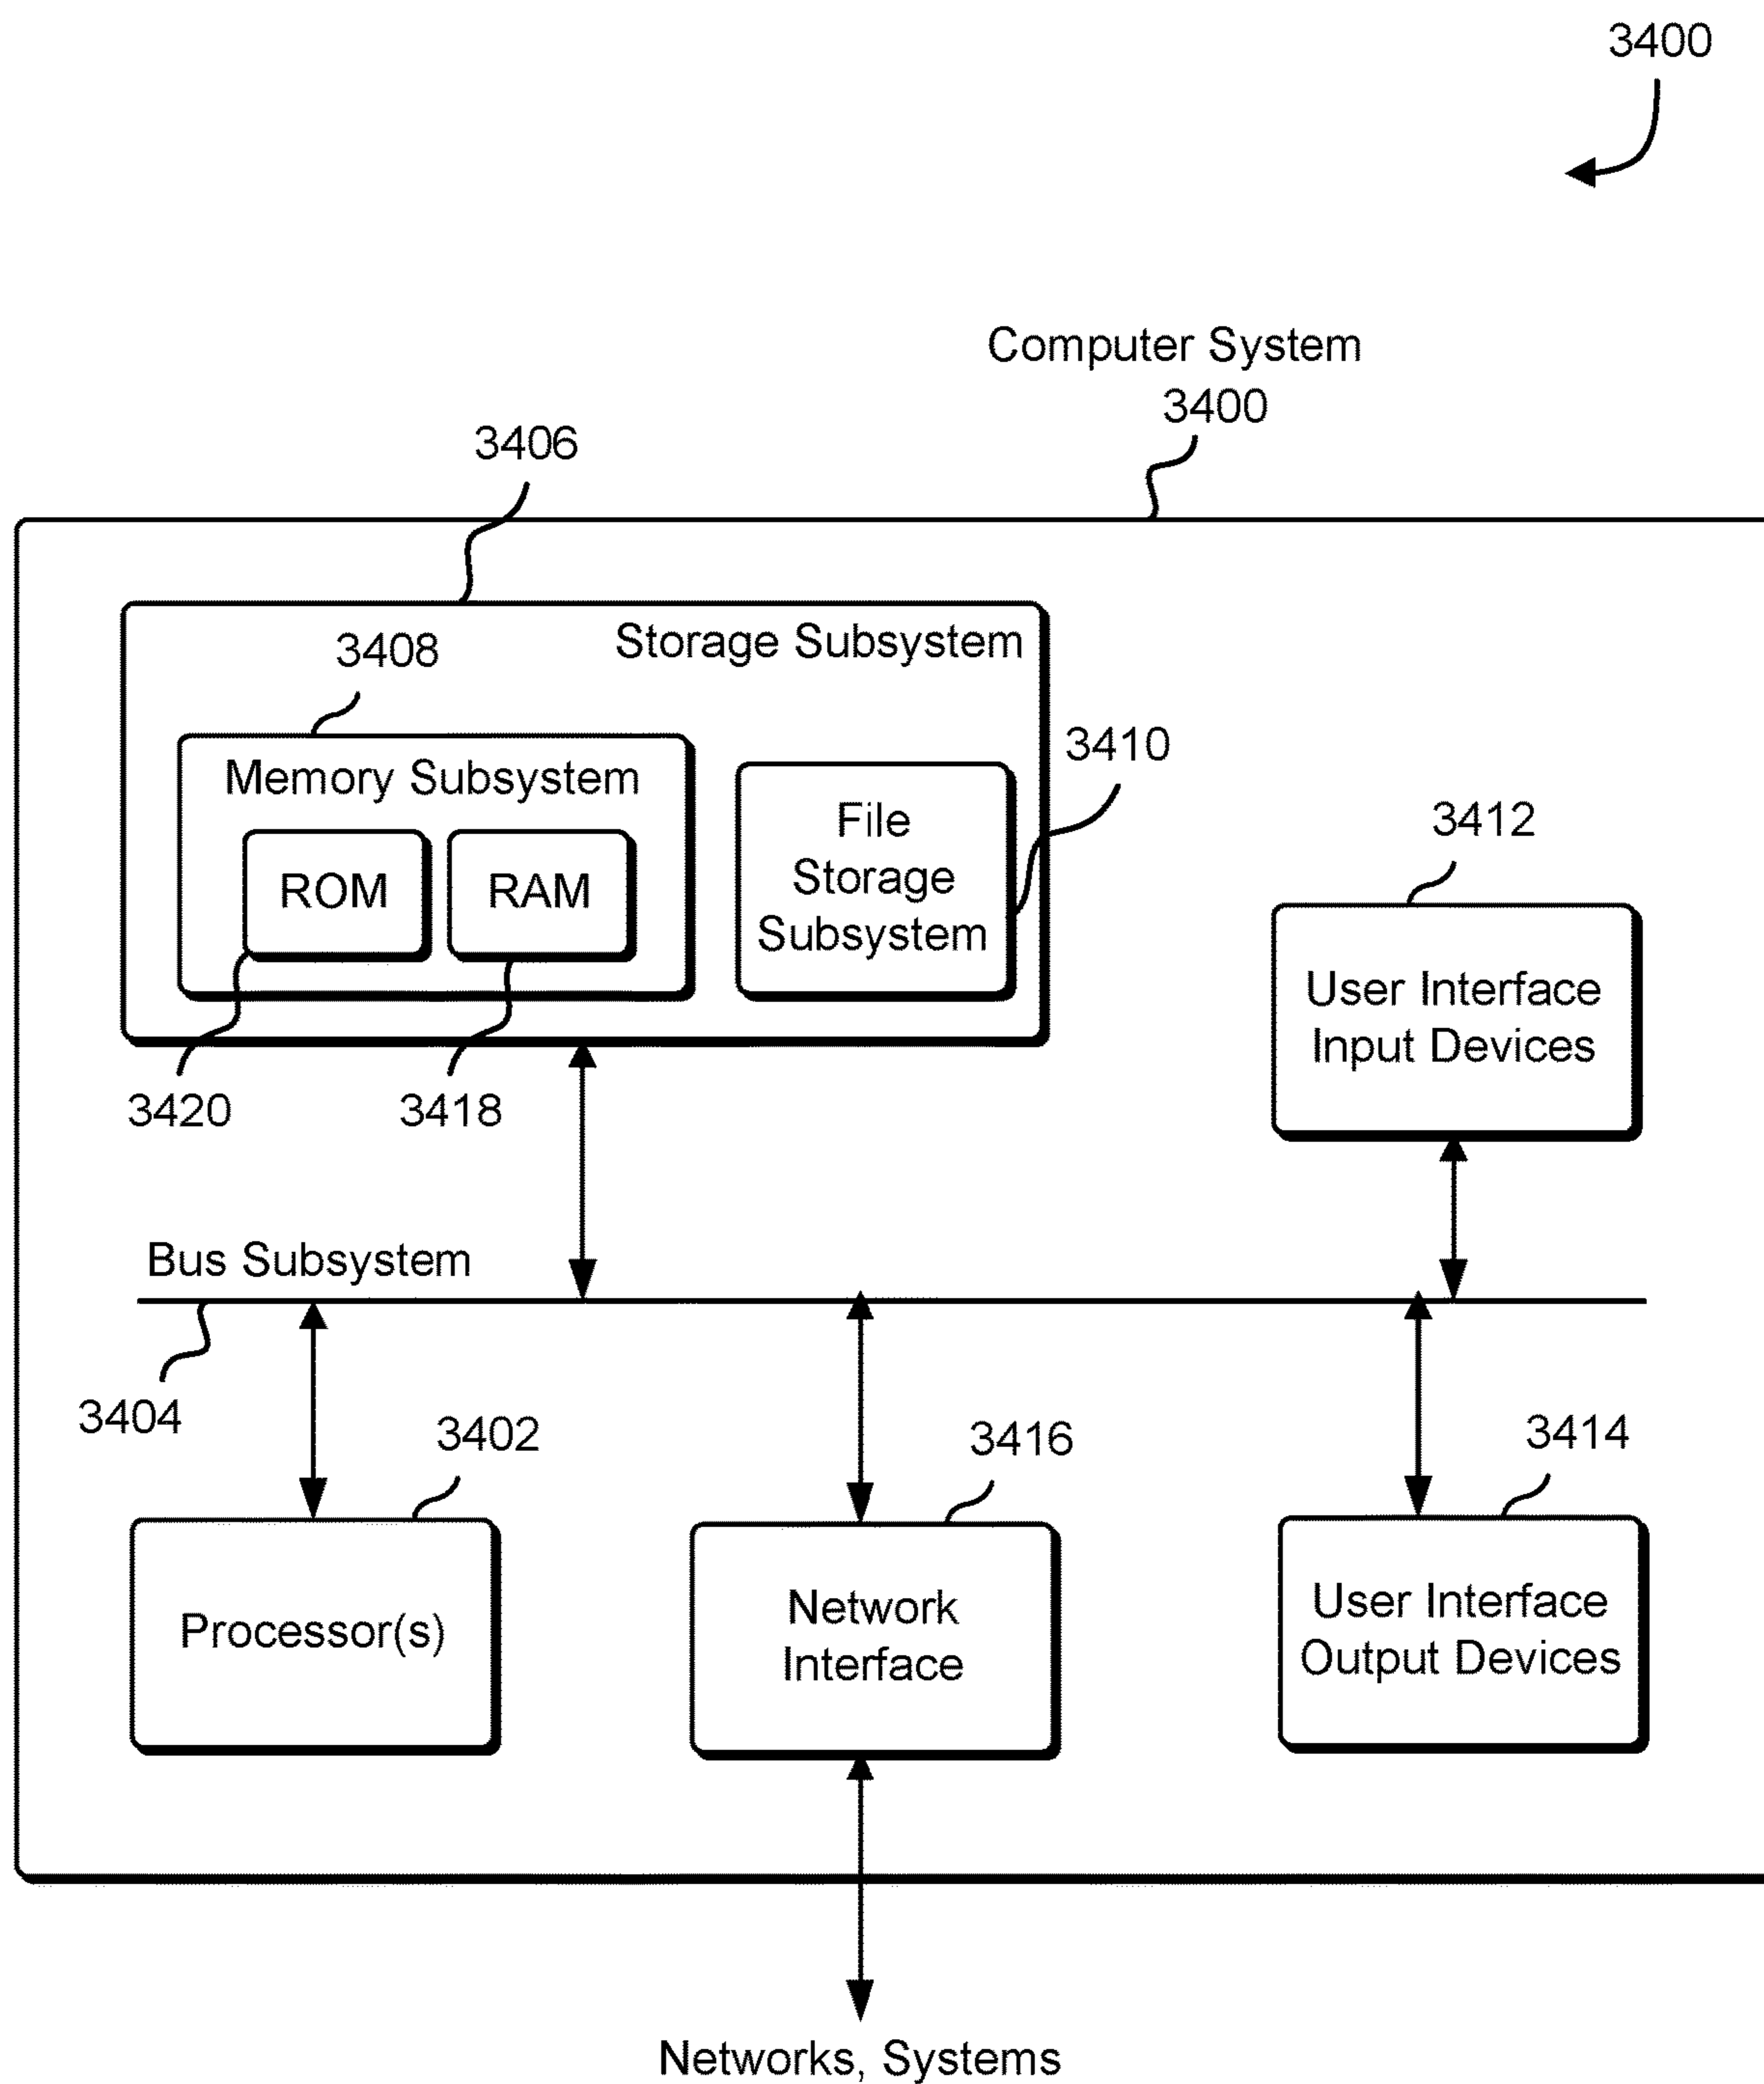 3400
Computer System
3400
3406
Storage Subsystem
3408
3410
Memory Subsystem
ROM
RAM
File
Storage
Subsystem
3412
User Interface
Input Devices
3420
3418
Bus Subsystem
3404
3402
3416
3414
Processor(s)
Network
Interface
User Interface
Output Devices
Networks, Systems